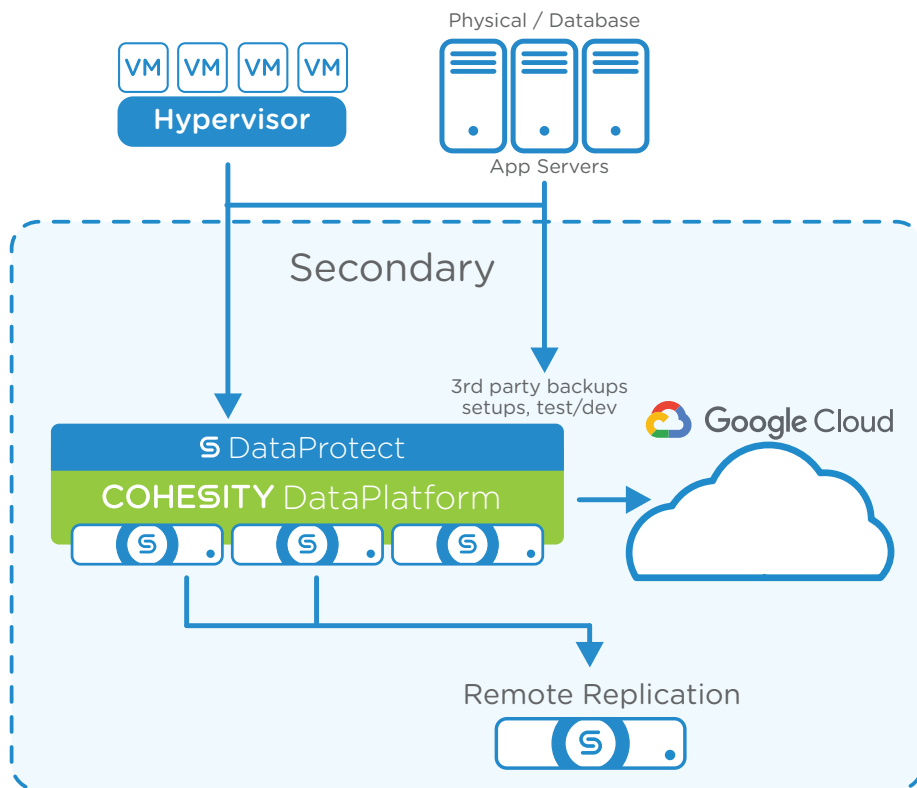 Physical / Database
VM VM VM VM
Hypervisor
App Servers
Secondary
3rd party backups
setups, test/dev
Google Cloud
DataProtect
COHESITY DataPlatform
Remote Replication